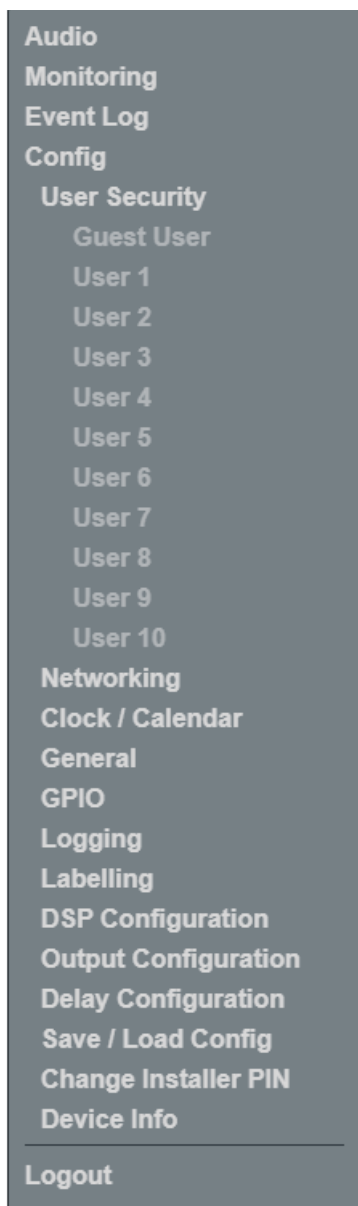 Audio
Monitoring
Event Log
Config
User Security
Guest User
User 1
User 2
User 3
User 4
User 5
User 6
User 7
User 8
User 9
User 10
Networking
Clock / Calendar
General
GPIO
Logging
Labelling
DSP Configuration
Output Configuration
Delay Configuration
Save / Load Config
Change Installer PIN
Device Info
Logout